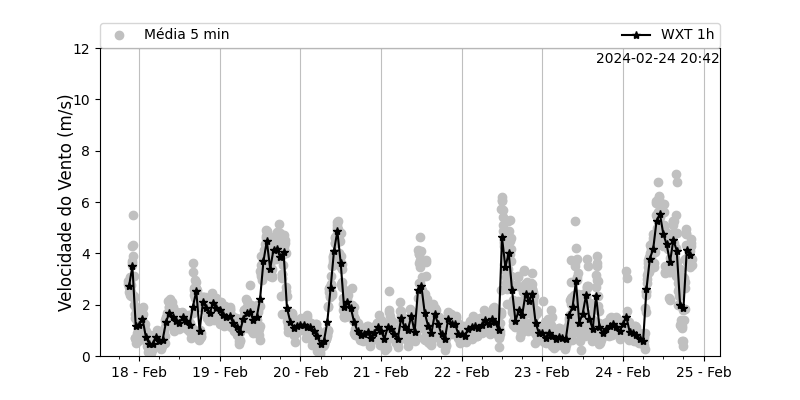 Média 5 min
WXT 1h
2024-02-24 20:42
Velocidade do Vento (m/s)
12
10
8
6
4
2
0
18 - Feb
19 - Feb
20 - Feb
21 - Feb
22 - Feb
23 - Feb
24 - Feb
25 - Feb